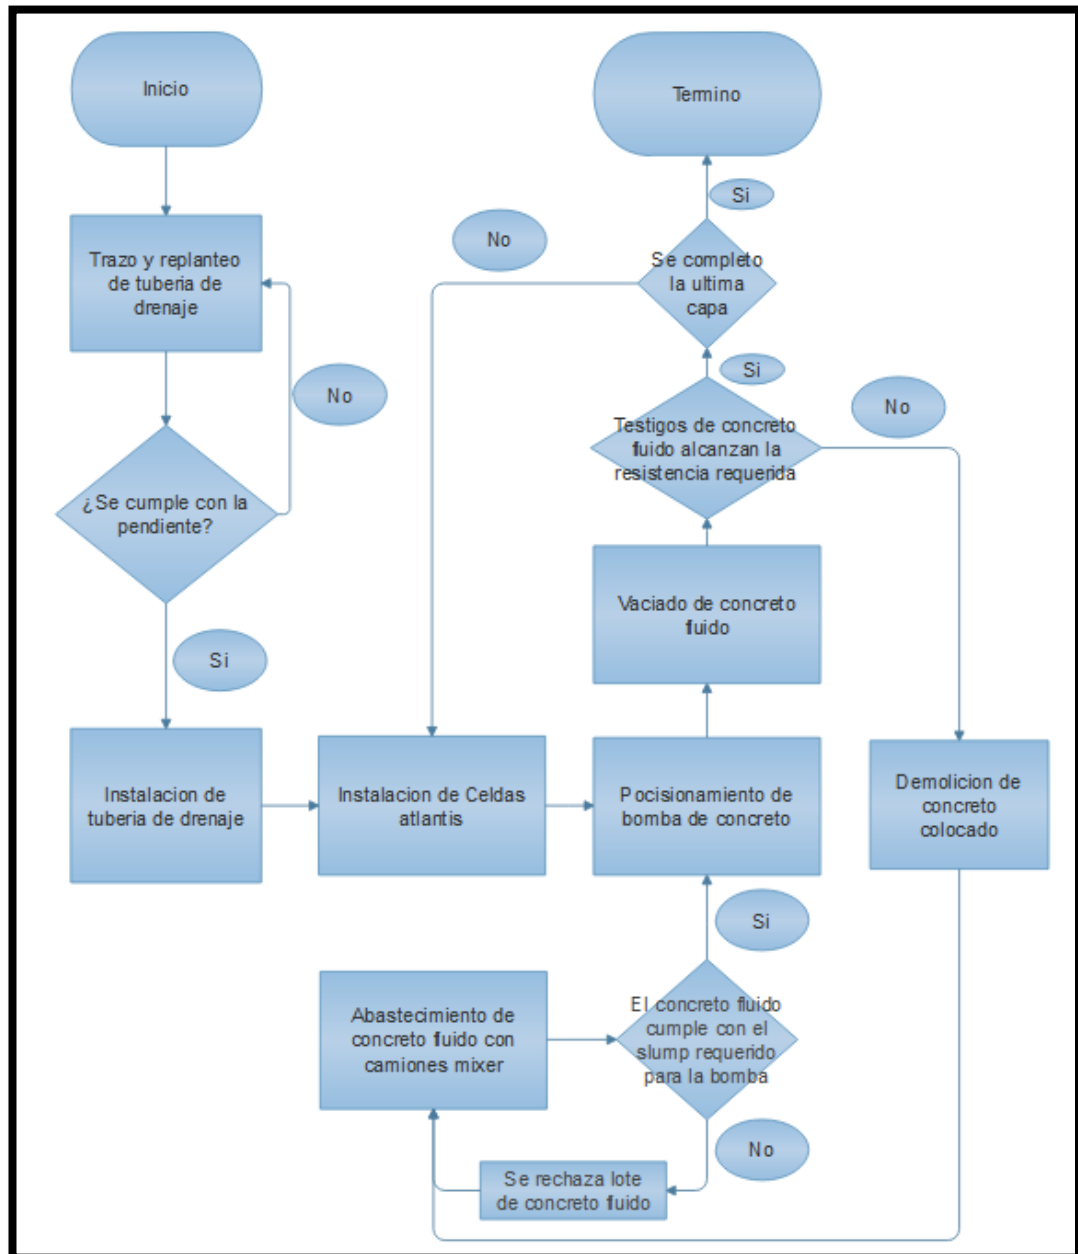 Inicio
Trazo y replanteo
de tuberia de
drenaje
No
¿Se cumple con la
pendiente?
Si
Instalacion de
tuberia de drenaje
Instalacion de Celdas
atlantis
Pocisionamiento de
bomba de concreto
Abastecimiento de
concreto fluido con
camiones mixer
El concreto fluido
cumple con el
slump requerido
para la bomba
Si
No
Se rechaza lote
de concreto fluido
Vaciado de concreto
fluido
Testigos de concreto
fluido alcanzan la
resistencia requerida
No
Demolicion de
concreto
colocado
Si
Se completo
la ultima
capa
No
Si
Termino